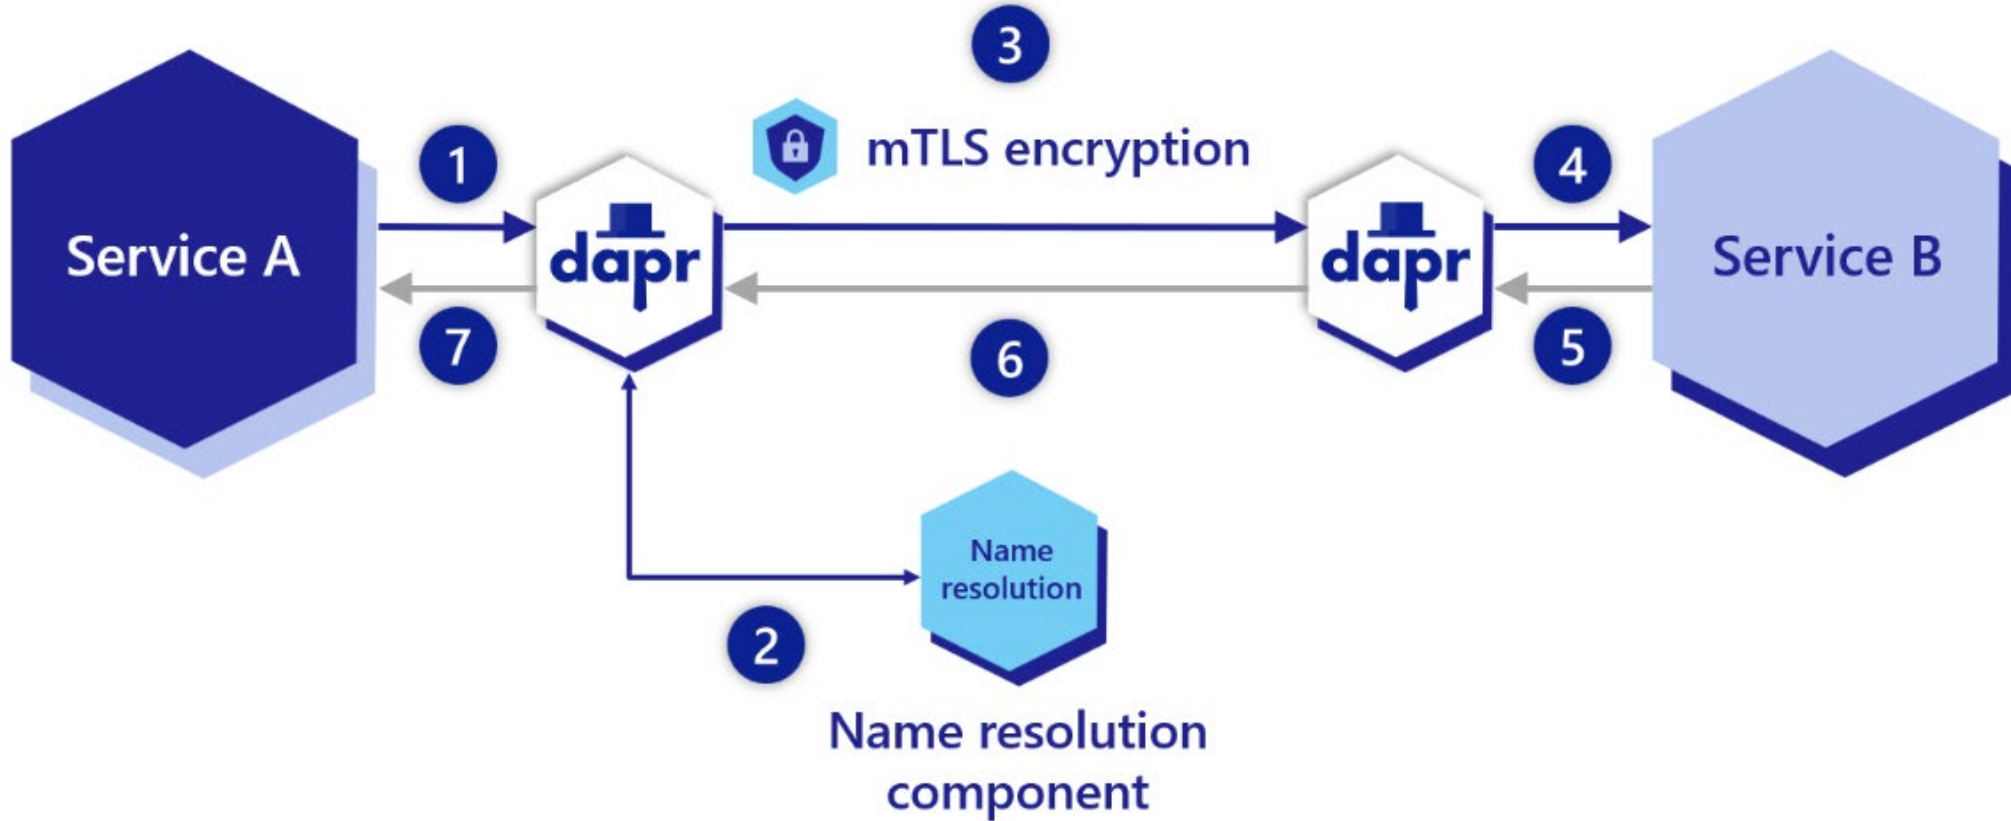 3
mTLS encryption
1
4
Service A
dapr
dapr
Service B
7
6
5
Name
resolution
2
Name resolution
component